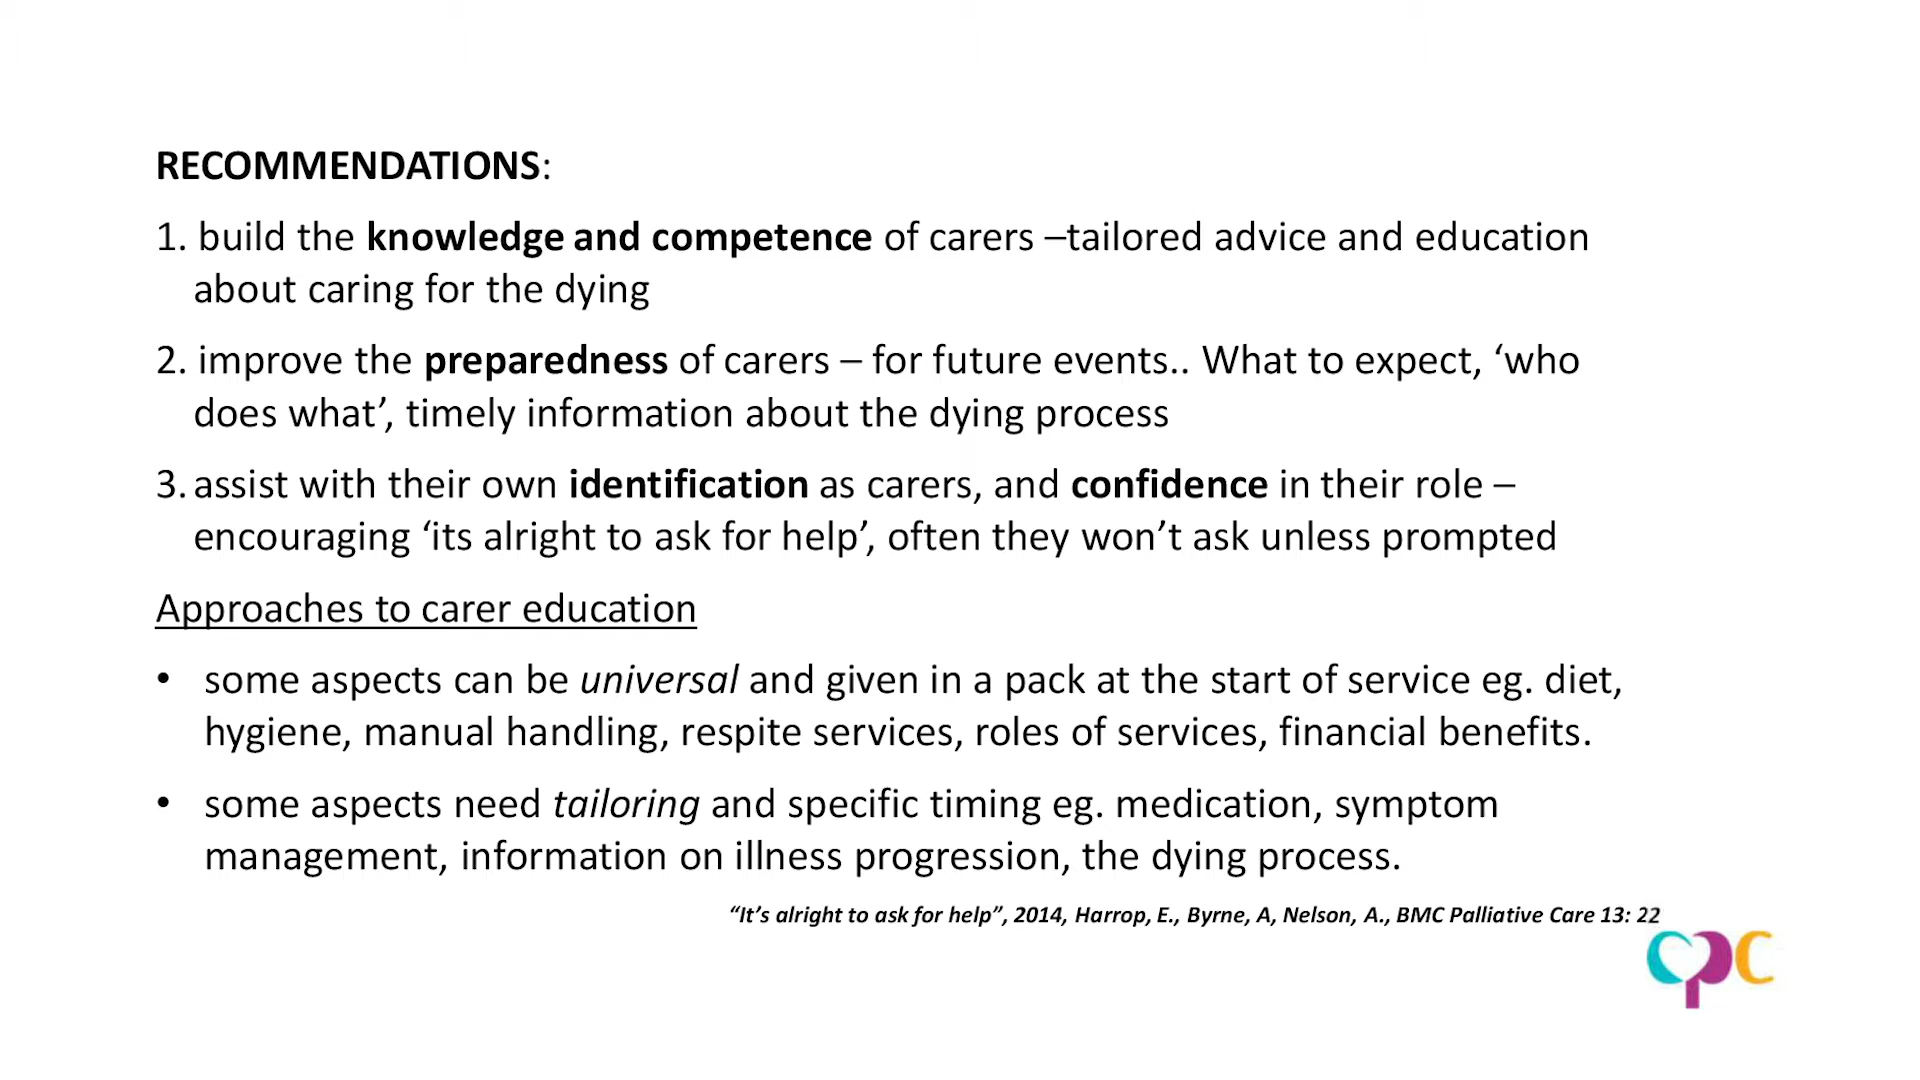 RECOMMENDATIONS:
1. build the knowledge and competence of carers –tailored advice and education
about caring for the dying
2. improve the preparedness of carers – for future events.. What to expect, ‘who
does what’, timely information about the dying process
3. assist with their own identification as carers, and confidence in their role –
encouraging ‘its alright to ask for help’, often they won’t ask unless prompted
Approaches to carer education
• some aspects can be universal and given in a pack at the start of service eg. diet,
hygiene, manual handling, respite services, roles of services, financial benefits.
• some aspects need tailoring and specific timing eg. medication, symptom
management, information on illness progression, the dying process.
“It’s alright to ask for help”, 2014, Harrop, E., Byrne, A, Nelson, A., BMC Palliative Care 13: 22
CPC